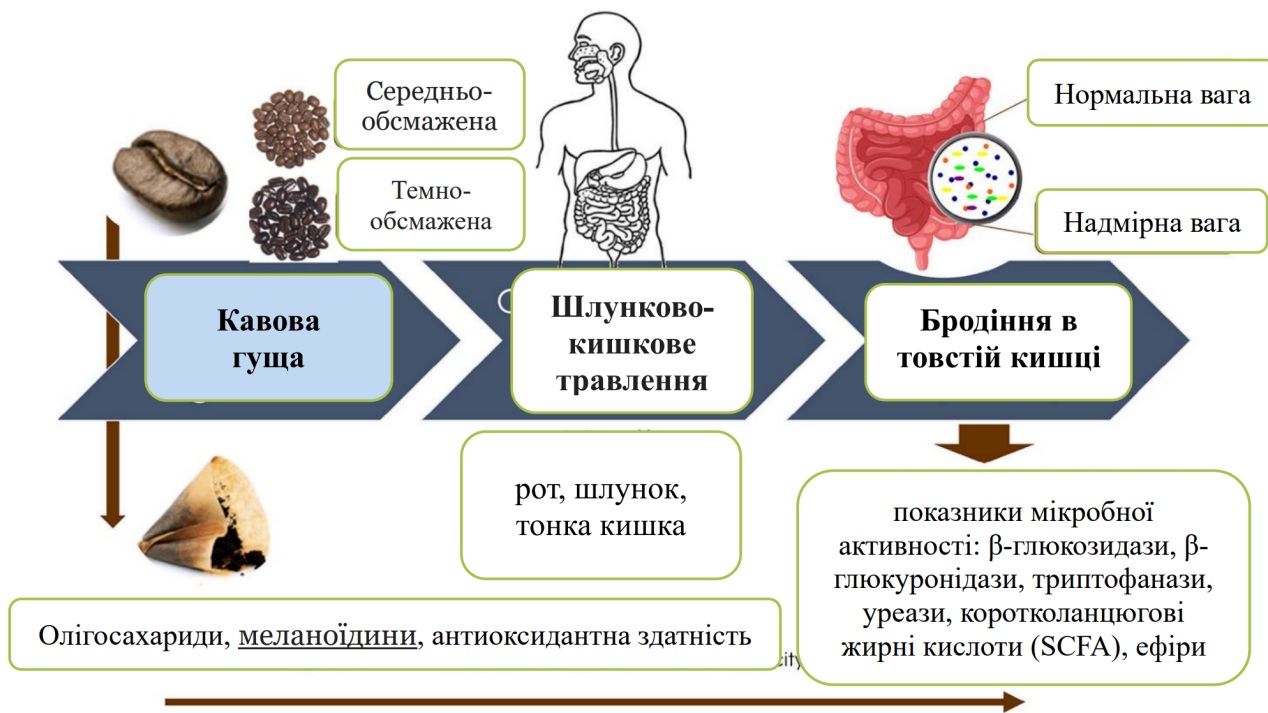 Середньо-
обсмажена
Темно-
обсмажена
Нормальна вага
Надмірна вага
Кавова
гуща
Шлунково-
кишкове
травлення
Бродіння в
товстій кишці
рот, шлунок,
тонка кишка
показники мікробної
активності: β-глюкозидази, β-
глюкуронідази, триптофанази,
уреази, коротколанцюгові
жирні кислоти (SCFA), ефіри
Олігосахариди, меланоїдини, антиоксидантна здатність
city